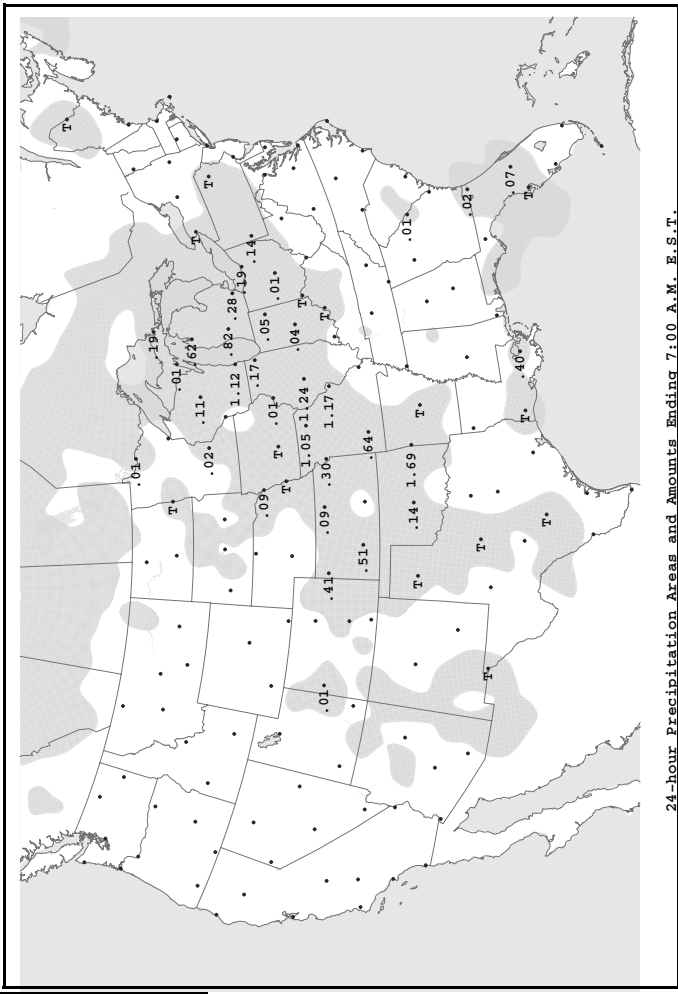 T
.01
.19
T
.01
.62
T
.11
.02
T
.82
.28
1.12
.19
.14
.17
.09
.05
.01
.01
T
T
.04
T
1.24
1.05
.01
.09
T
.30
1.17
.41
.51
.64
.01
1.69
.14
T
T
.02
T
T
.07
.40
T
T
T
24-hour Precipitation Areas and Amounts Ending 7:00 A.M. E.S.T.